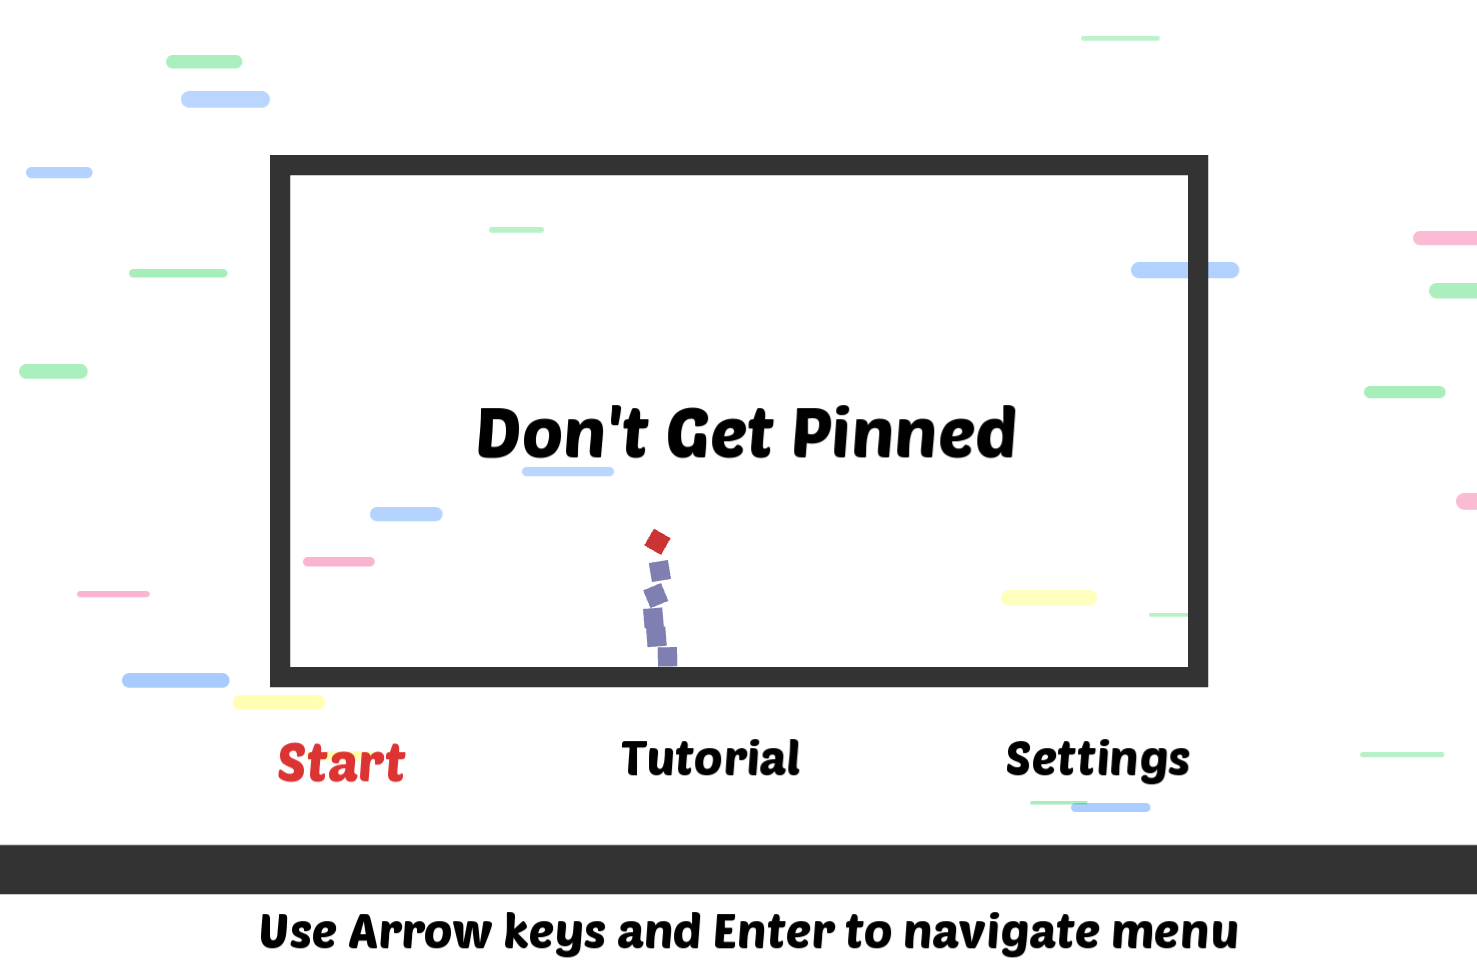 Don't Get Pinned
Start
Tutorial
Settings
Use Arrow keys and Enter to navigate menu